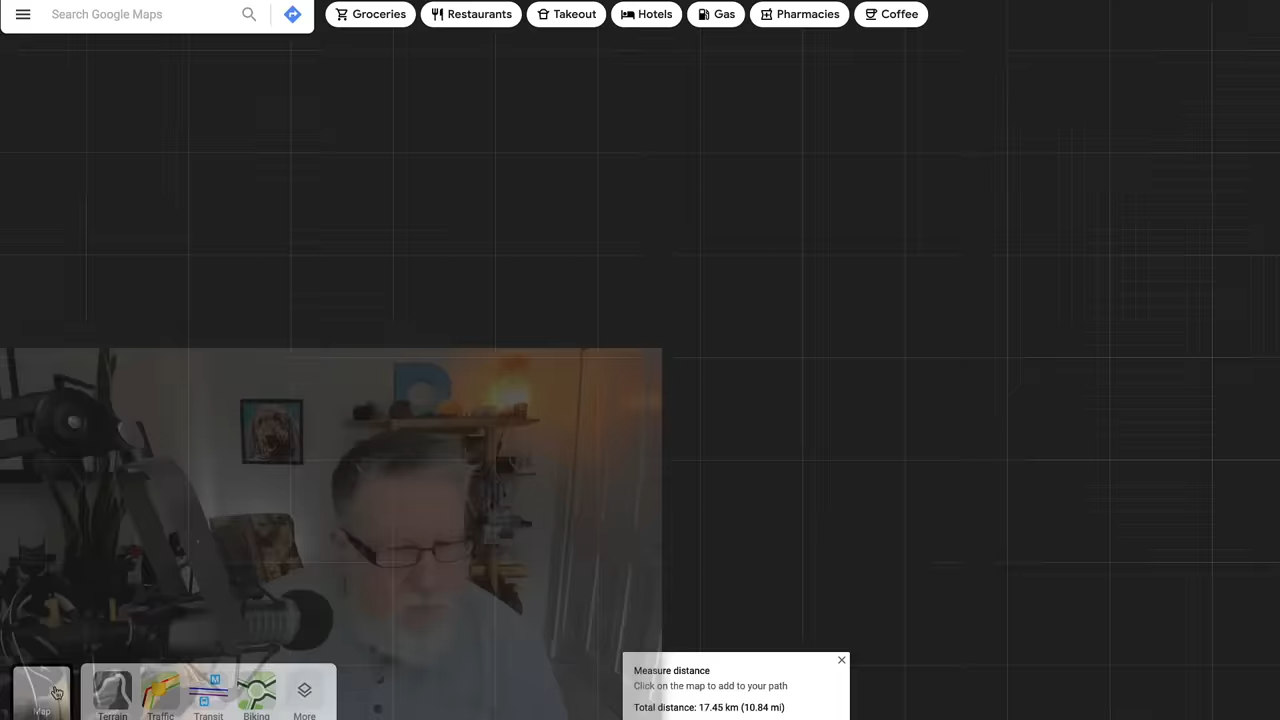 Search Google Maps
Groceries
Restaurants
Takeout
Hotels
Gas
Pharmacies
Coffee
Measure distance
Click on the map to add to your path
Total distance: 17.45 km (10.84 mi)
M
Map
Terrain
Traffic
Transit
Biking
More